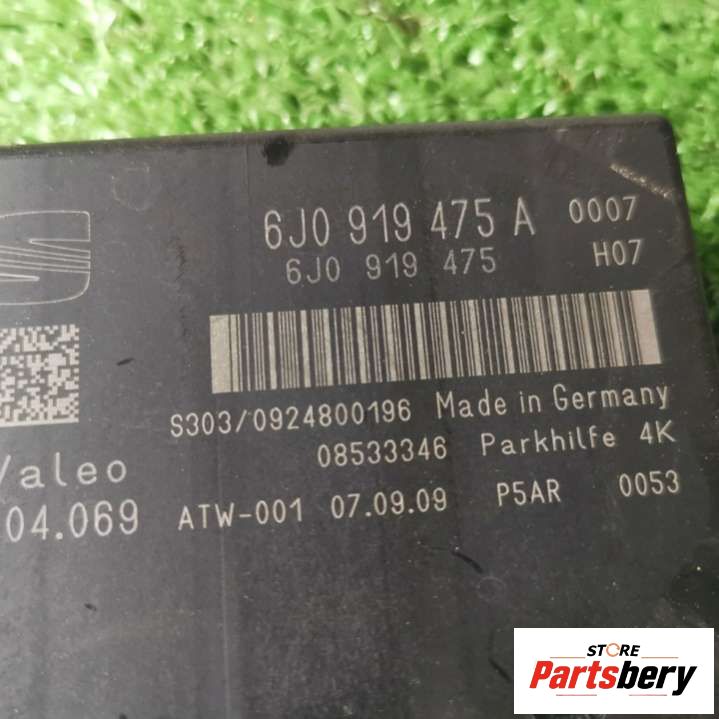 6J0 919 475 A 0007
6J0 919 475 H07
S303/0924800196 Made in Germany
08533346 Parkhilfe 4K
Valeo
04.069 ATW-001 07.09.09 P5AR 0053
STORE
Partsbery